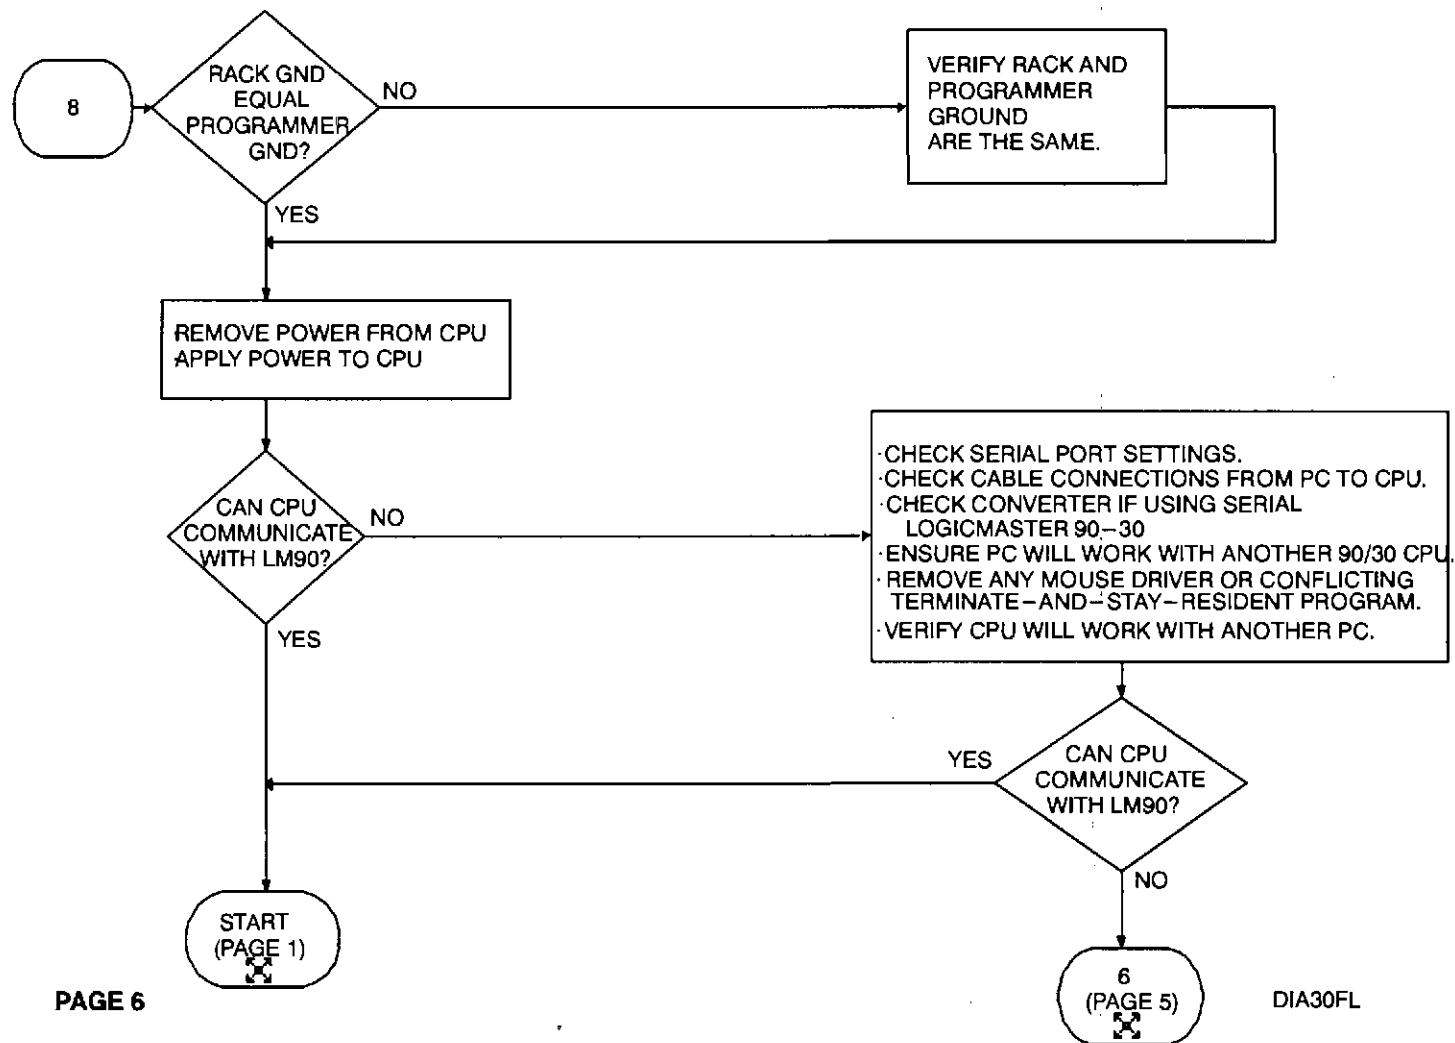 8
RACK GND
EQUAL
PROGRAMMER
GND?
NO
VERIFY RACK AND
PROGRAMMER
GROUND
ARE THE SAME.
YES
REMOVE POWER FROM CPU
APPLY POWER TO CPU
CAN CPU
COMMUNICATE
WITH LM90?
NO
·CHECK SERIAL PORT SETTINGS.
·CHECK CABLE CONNECTIONS FROM PC TO CPU.
·CHECK CONVERTER IF USING SERIAL
LOGICMASTER 90–30
·ENSURE PC WILL WORK WITH ANOTHER 90/30 CPU.
·REMOVE ANY MOUSE DRIVER OR CONFLICTING
TERMINATE–AND–STAY–RESIDENT PROGRAM.
·VERIFY CPU WILL WORK WITH ANOTHER PC.
YES
YES
CAN CPU
COMMUNICATE
WITH LM90?
NO
START
(PAGE 1)
6
(PAGE 5)
PAGE 6
DIA30FL